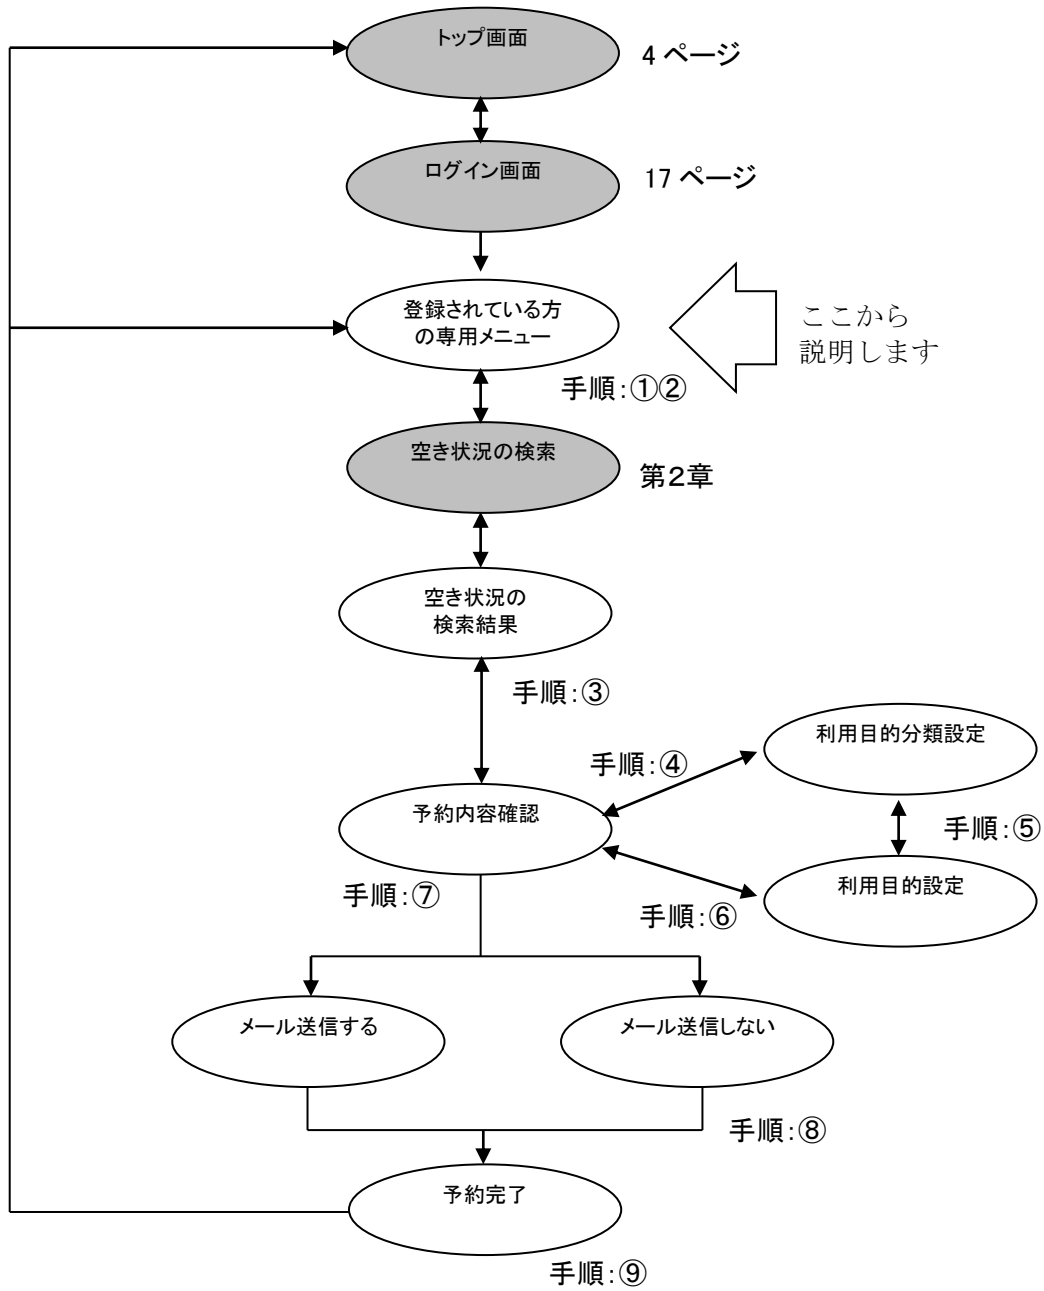 トップ画面
4 ページ
ログイン画面
17 ページ
登録されている方
の専用メニュー
ここから
説明します
手順:①②
空き状況の検索
第2章
空き状況の
検索結果
手順:③
利用目的分類設定
手順:④
予約内容確認
手順:⑤
利用目的設定
手順:⑦
手順:⑥
メール送信する
メール送信しない
手順:⑧
予約完了
手順:⑨